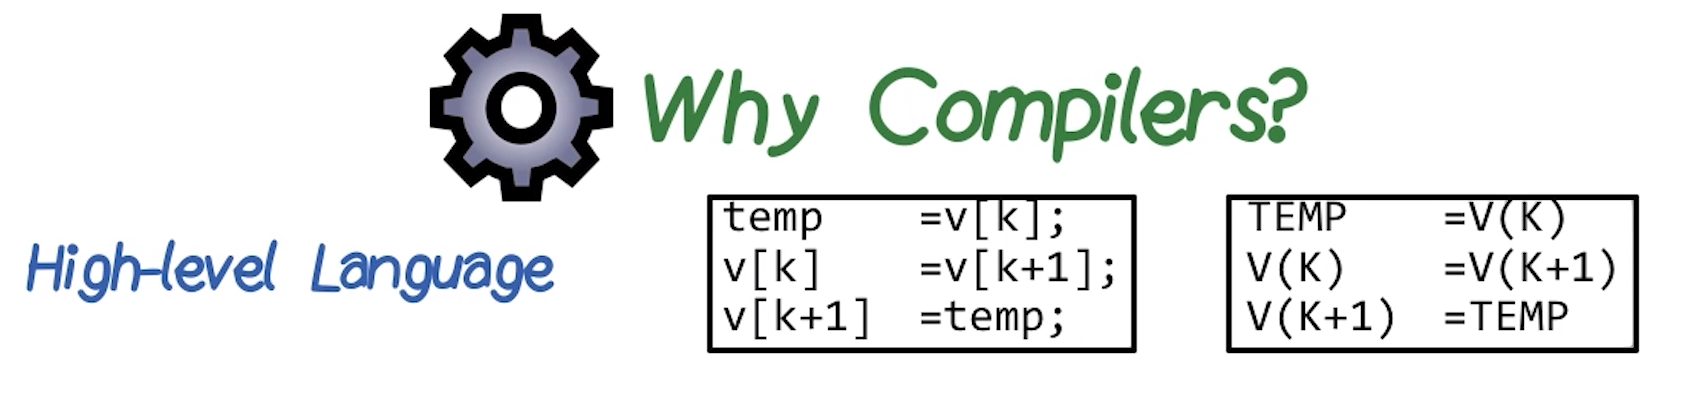 Why Compilers?
High-level Language
temp =v[k];
v[k] =v[k+1];
v[k+1] =temp;
TEMP =V(K)
V(K) =V(K+1)
V(K+1) =TEMP